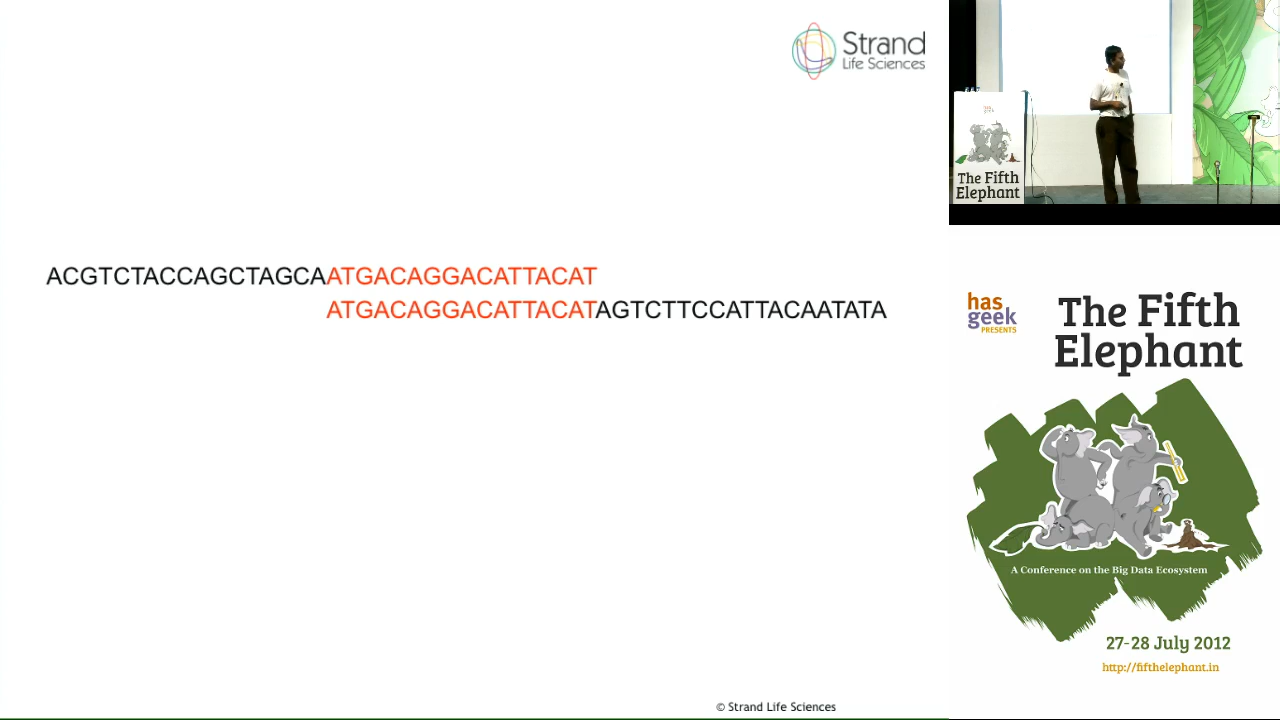 Strand
Life Sciences
ACGTCTACCAGCTAGCAATGACAGGACATTACAT
ATGACAGGACATTACATAGTCTTCCATTACAATATA
© Strand Life Sciences
The Fifth
Elephant
has
geek
PRESENTS
The Fifth
Elephant
A Conference on the Big Data Ecosystem
27-28 July 2012
http://fifthelephant.in